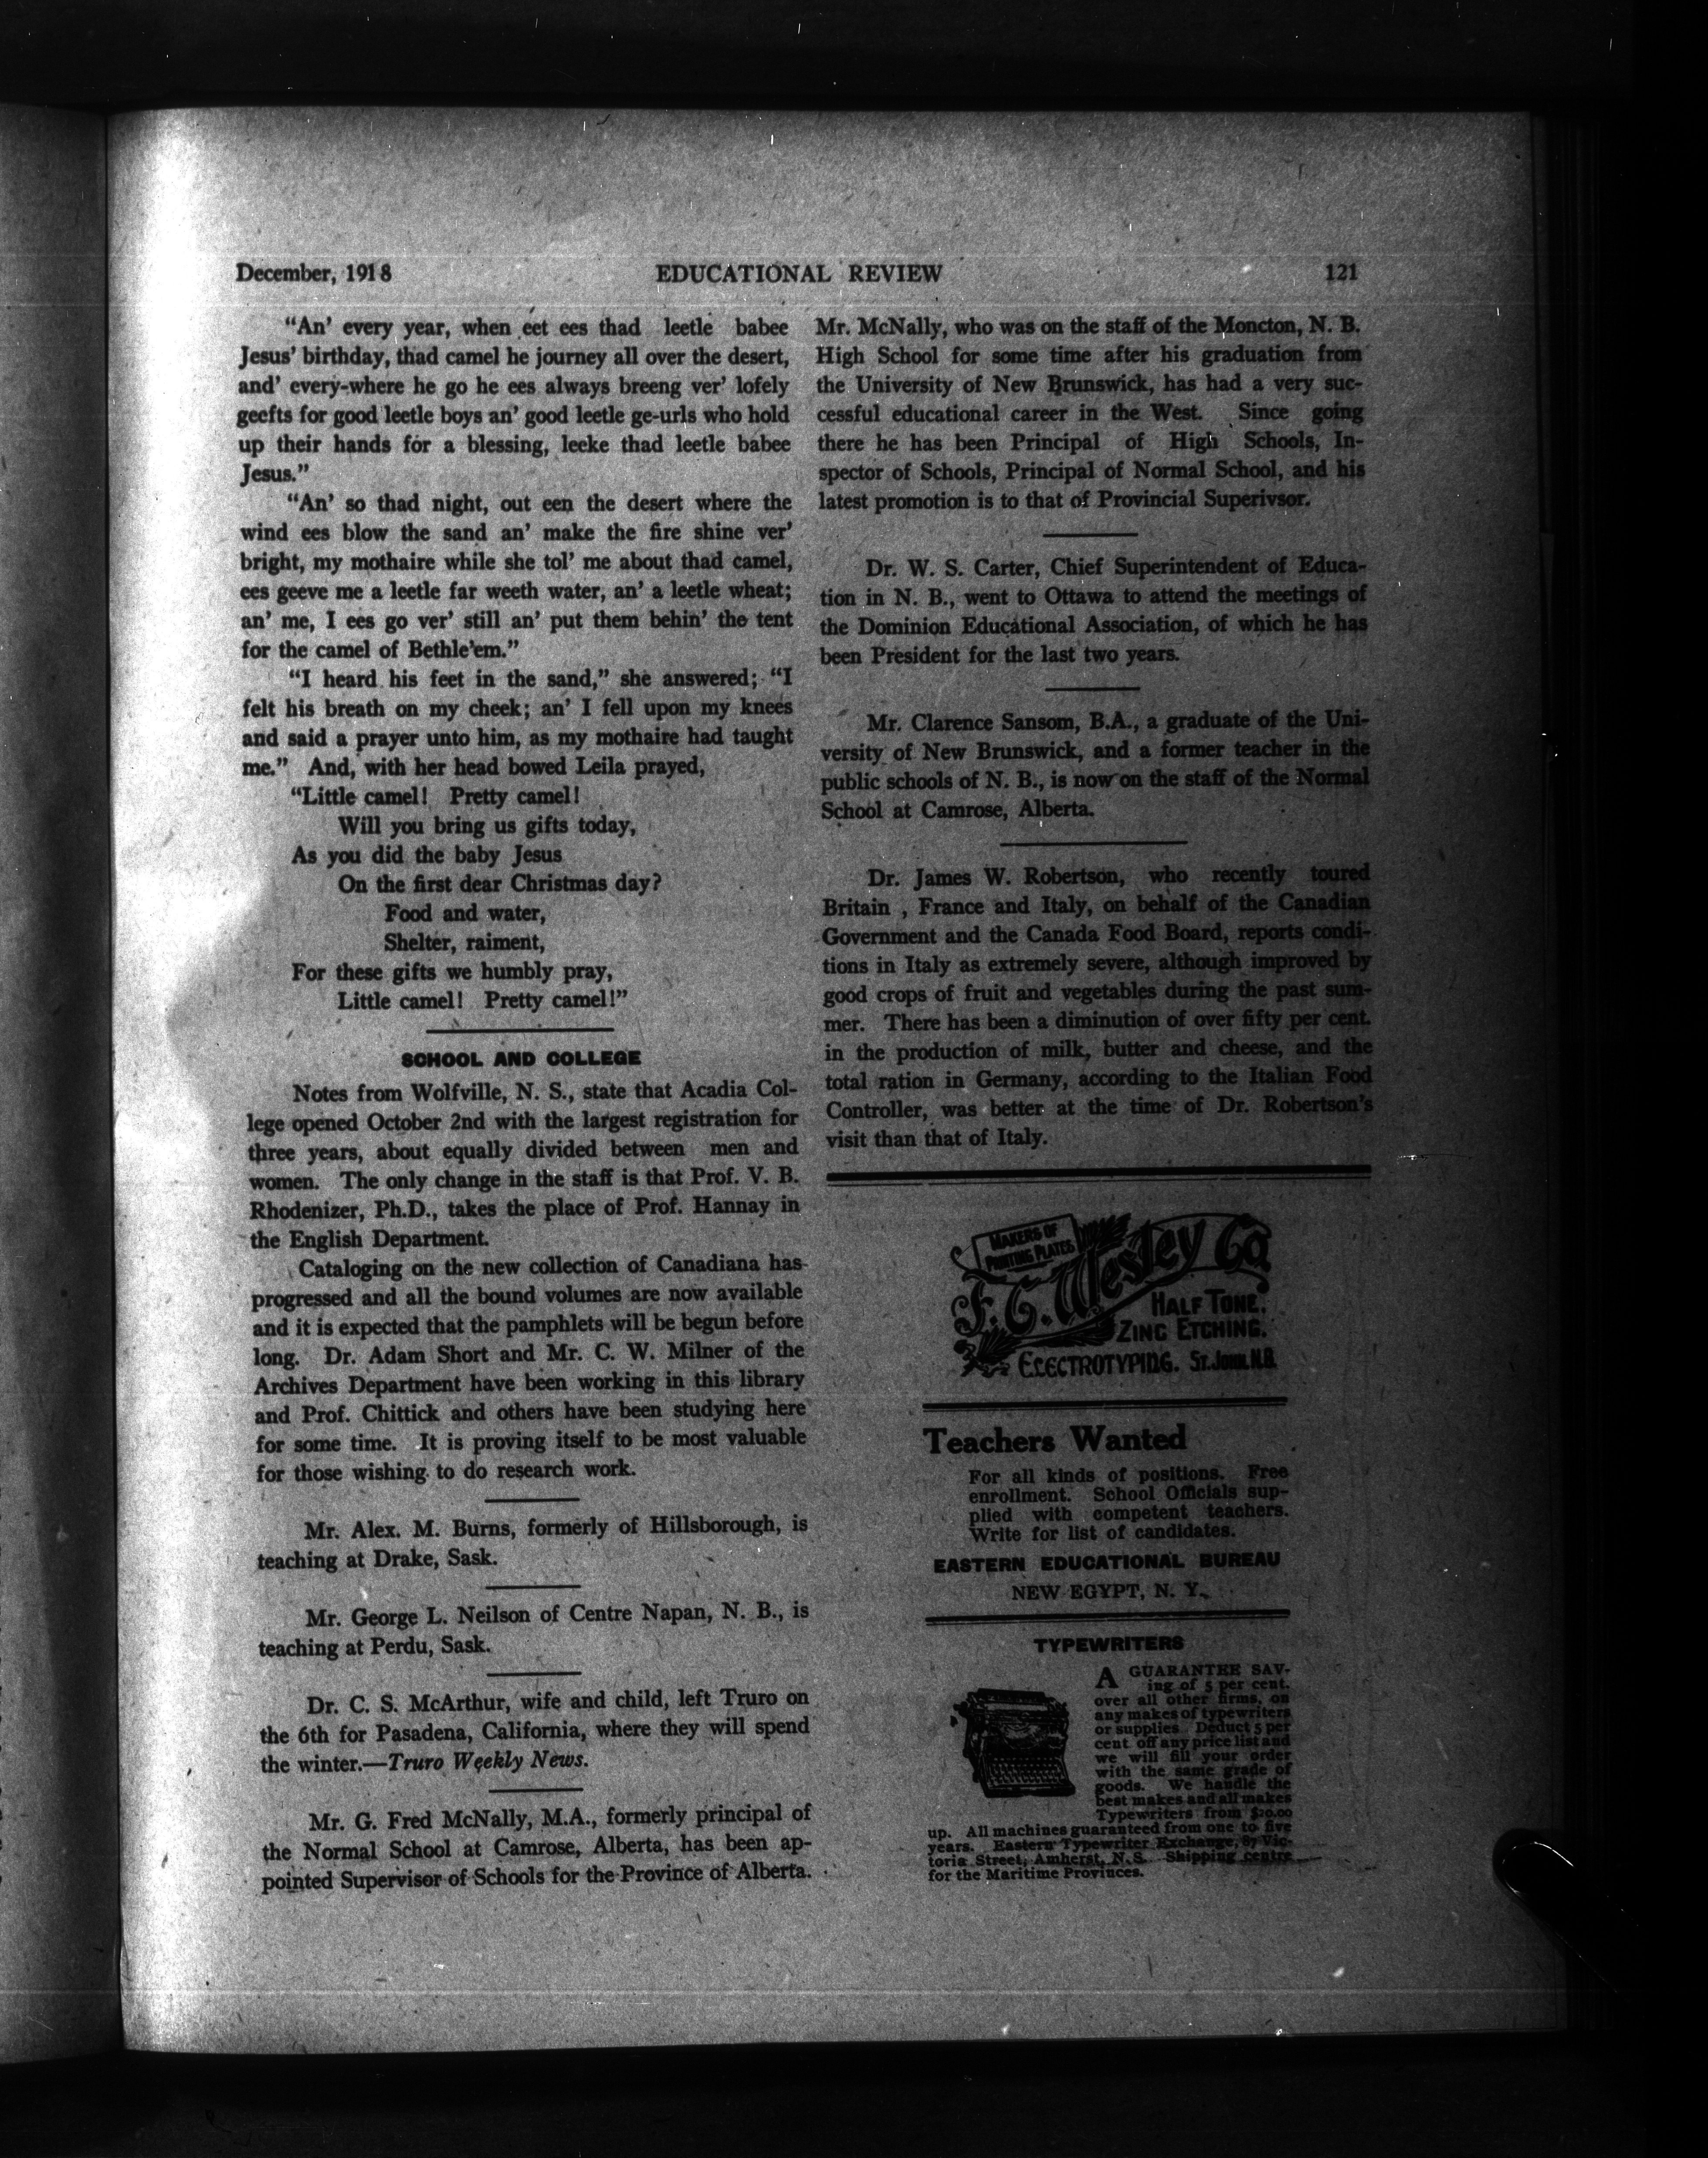 December, 1918 EDUCATIONAL REVIEW 121
"An' every year, when eet ees thad leetle babee
Jesus' birthday, thad camel he journey all over the desert,
and' every-where he go he ees always breeng ver' lofely
geefts for good leetle boys an' good leetle ge-urls who hold
up their hands for a blessing, leeke thad leetle babee
Jesus."
"An' so thad night, out een the desert where the
wind ees blow the sand an' make the fire shine ver'
bright, my mothaire while she tol' me about thad camel,
ees geeve me a leetle far weeth water, an' a leetle wheat;
an' me, I ees go ver' still an' put them behin' the tent
for the camel of Bethle'em."
"I heard his feet in the sand," she answered; "I
felt his breath on my cheek; an' I fell upon my knees
and said a prayer unto him, as my mothaire had taught
me." And, with her head bowed Leila prayed,
"Little camel! Pretty camel!
Will you bring us gifts today,
As you did the baby Jesus
On the first dear Christmas day?
Food and water,
Shelter, raiment,
For these gifts we humbly pray,
Little camel! Pretty camel!"
SCHOOL AND COLLEGE
Notes from Wolfville, N. S., state that Acadia Col-
lege opened October 2nd with the largest registration for
three years, about equally divided between men and
women. The only change in the staff is that Prof. V. B.
Rhodenizer, Ph.D., takes the place of Prof. Hannay in
the English Department.
Cataloging on the new collection of Canadiana has
progressed and all the bound volumes are now available
and it is expected that the pamphlets will be begun before
long. Dr. Adam Short and Mr. C. W. Milner of the
Archives Department have been working in this library
and Prof. Chittick and others have been studying here
for some time. It is proving itself to be most valuable
for those wishing to do research work.
Mr. Alex. M. Burns, formerly of Hillsborough, is
teaching at Drake, Sask.
Mr. George L. Neilson of Centre Napan, N. B., is
teaching at Perdu, Sask.
Dr. C. S. McArthur, wife and child, left Truro on
the 6th for Pasadena, California, where they will spend
the winter.—Truro Weekly News.
Mr. G. Fred McNally, M.A., formerly principal of
the Normal School at Camrose, Alberta, has been ap-
pointed Supervisor of Schools for the Province of Alberta.
Mr. McNally, who was on the staff of the Moncton, N. B.
High School for some time after his graduation from
the University of New Brunswick, has had a very suc-
cessful educational career in the West. Since going
there he has been Principal of High Schools, In-
spector of Schools, Principal of Normal School, and his
latest promotion is to that of Provincial Superivsor.
Dr. W. S. Carter, Chief Superintendent of Educa-
tion in N. B., went to Ottawa to attend the meetings of
the Dominion Educational Association, of which he has
been President for the last two years.
Mr. Clarence Sansom, B.A., a graduate of the Uni-
versity of New Brunswick, and a former teacher in the
public schools of N. B., is now on the staff of the Normal
School at Camrose, Alberta.
Dr. James W. Robertson, who recently toured
Britain , France and Italy, on behalf of the Canadian
Government and the Canada Food Board, reports condi-
tions in Italy as extremely severe, although improved by
good crops of fruit and vegetables during the past sum-
mer. There has been a diminution of over fifty per cent.
in the production of milk, butter and cheese, and the
total ration in Germany, according to the Italian Food
Controller, was better at the time of Dr. Robertson's
visit than that of Italy.
MAKERS OF
PRINTING PLATES
F. C. Wesley Co
HALF TONE.
ZINC ETCHING.
ELECTROTYPING. ST. JOHN. N.B.
Teachers Wanted
For all kinds of positions. Free
enrollment. School Officials sup-
plied with competent teachers.
Write for list of candidates.
EASTERN EDUCATIONAL BUREAU
NEW EGYPT, N. Y.
TYPEWRITERS
A GUARANTEE SAV-
ing of 5 per cent.
over all other firms, on
any makes of typewriters
or supplies. Deduct 5 per
cent. off any price list and
we will fill your order
with the same grade of
goods. We handle the
best makes and all makes
Typewriters from $20.00
up. All machines guaranteed from one to five
years. Eastern Typewriter Exchange, 87 Vic-
toria Street, Amherst, N.S. Shipping centre
for the Maritime Provinces.